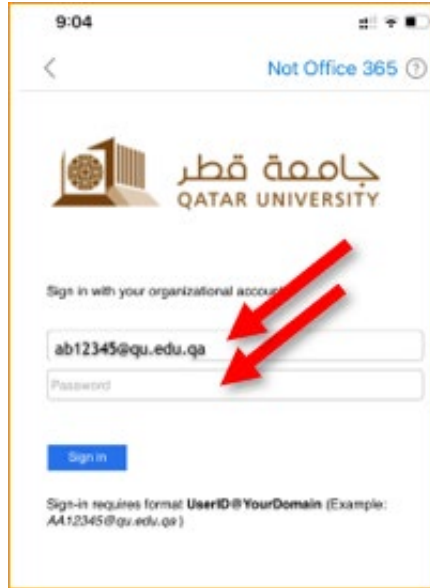 9:04
Not Office 365 ?
جامعة قطر
QATAR UNIVERSITY
Sign in with your organizational account
ab12345@qu.edu.qa
Password
Sign in
Sign-in requires format UserID@YourDomain (Example:
AA12345@qu.edu.qa)